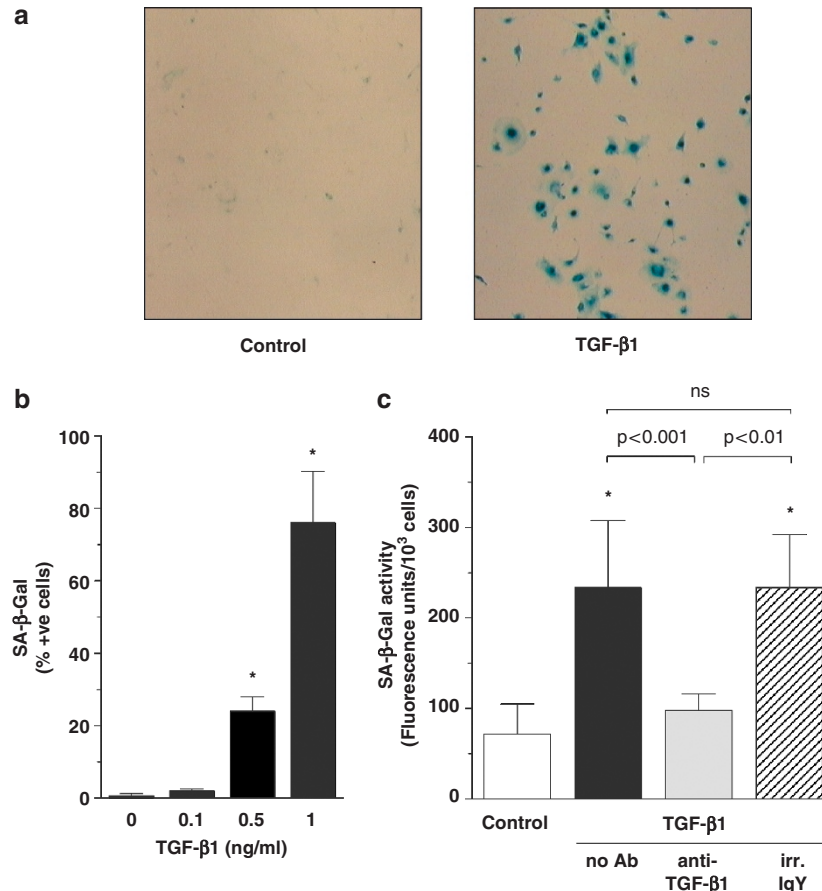 a
Control
TGF-β1
b
SA-β-Gal
(% +ve cells)
100
80
60
40
20
0
*
*
0 0.1 0.5 1
TGF-β1 (ng/ml)
c
SA-β-Gal activity
(Fluorescence units/10³ cells)
400
300
200
100
0
ns
p<0.001 p<0.01
*
*
Control TGF-β1
no Ab anti-TGF-β1 irr. IgY